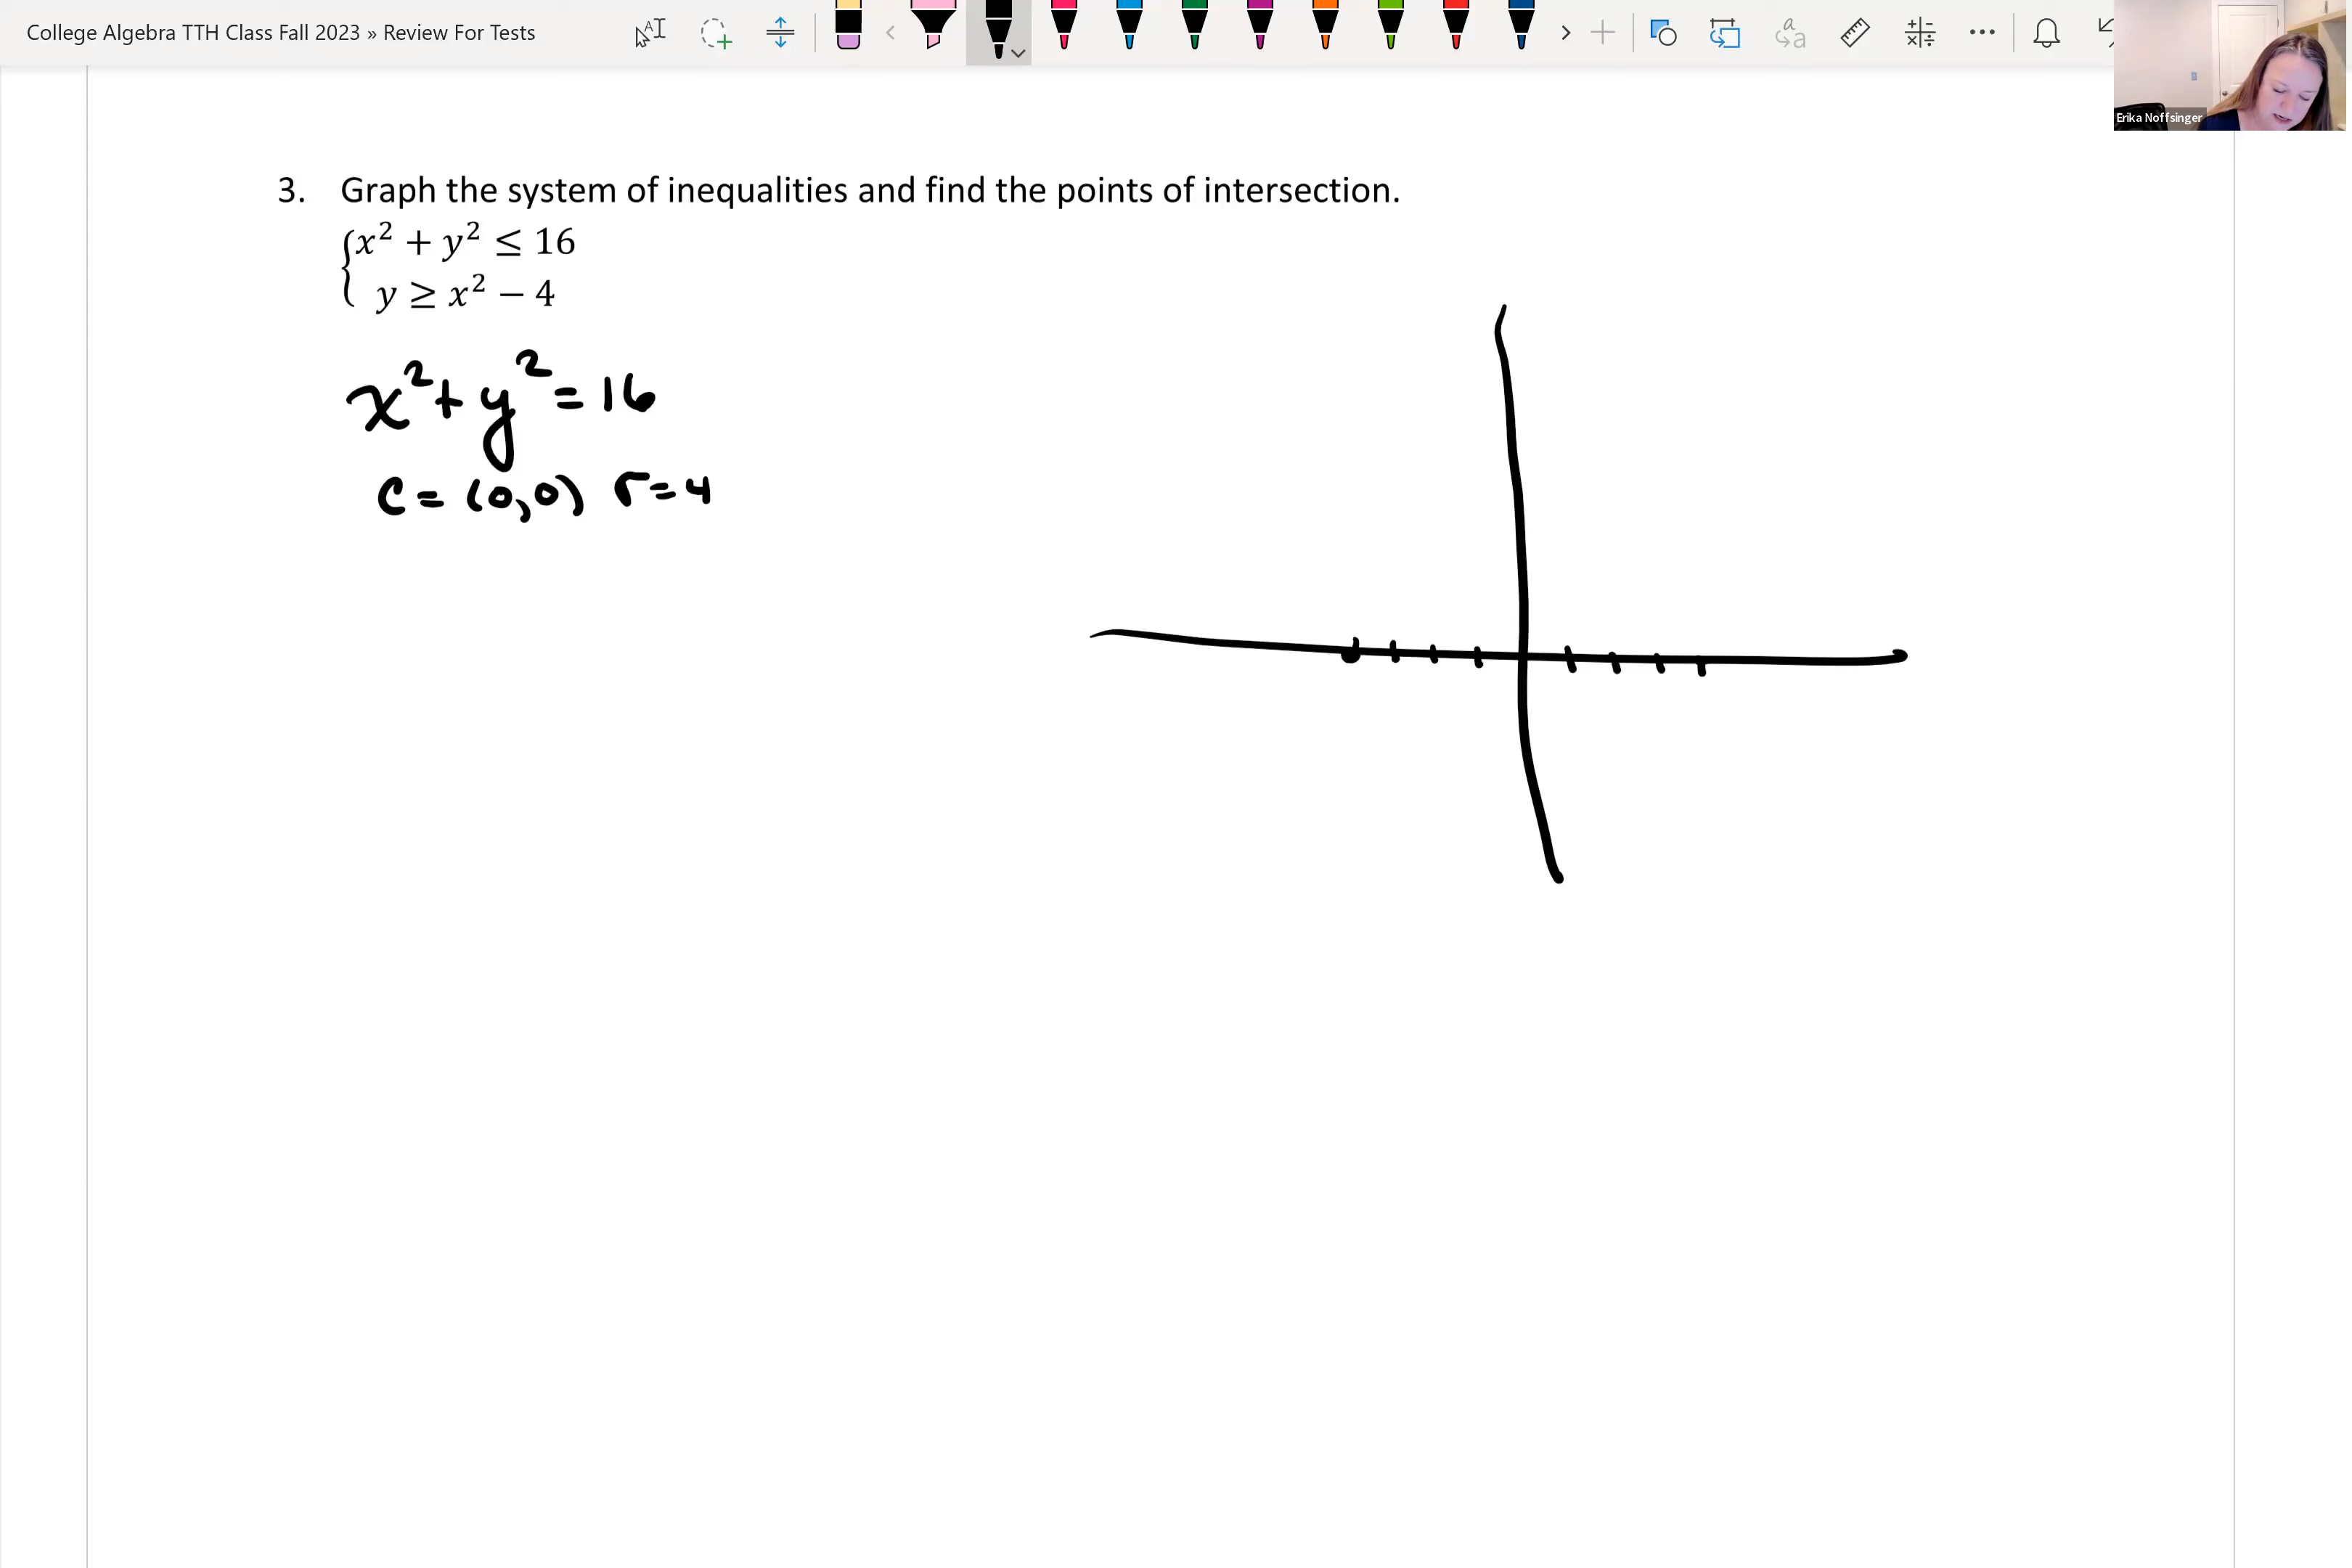 College Algebra TTH Class Fall 2023 » Review For Tests
Erika Noffsinger
3. Graph the system of inequalities and find the points of intersection.
{x² + y² ≤ 16
y ≥ x² − 4
x² + y² = 16
C = (0,0) r = 4